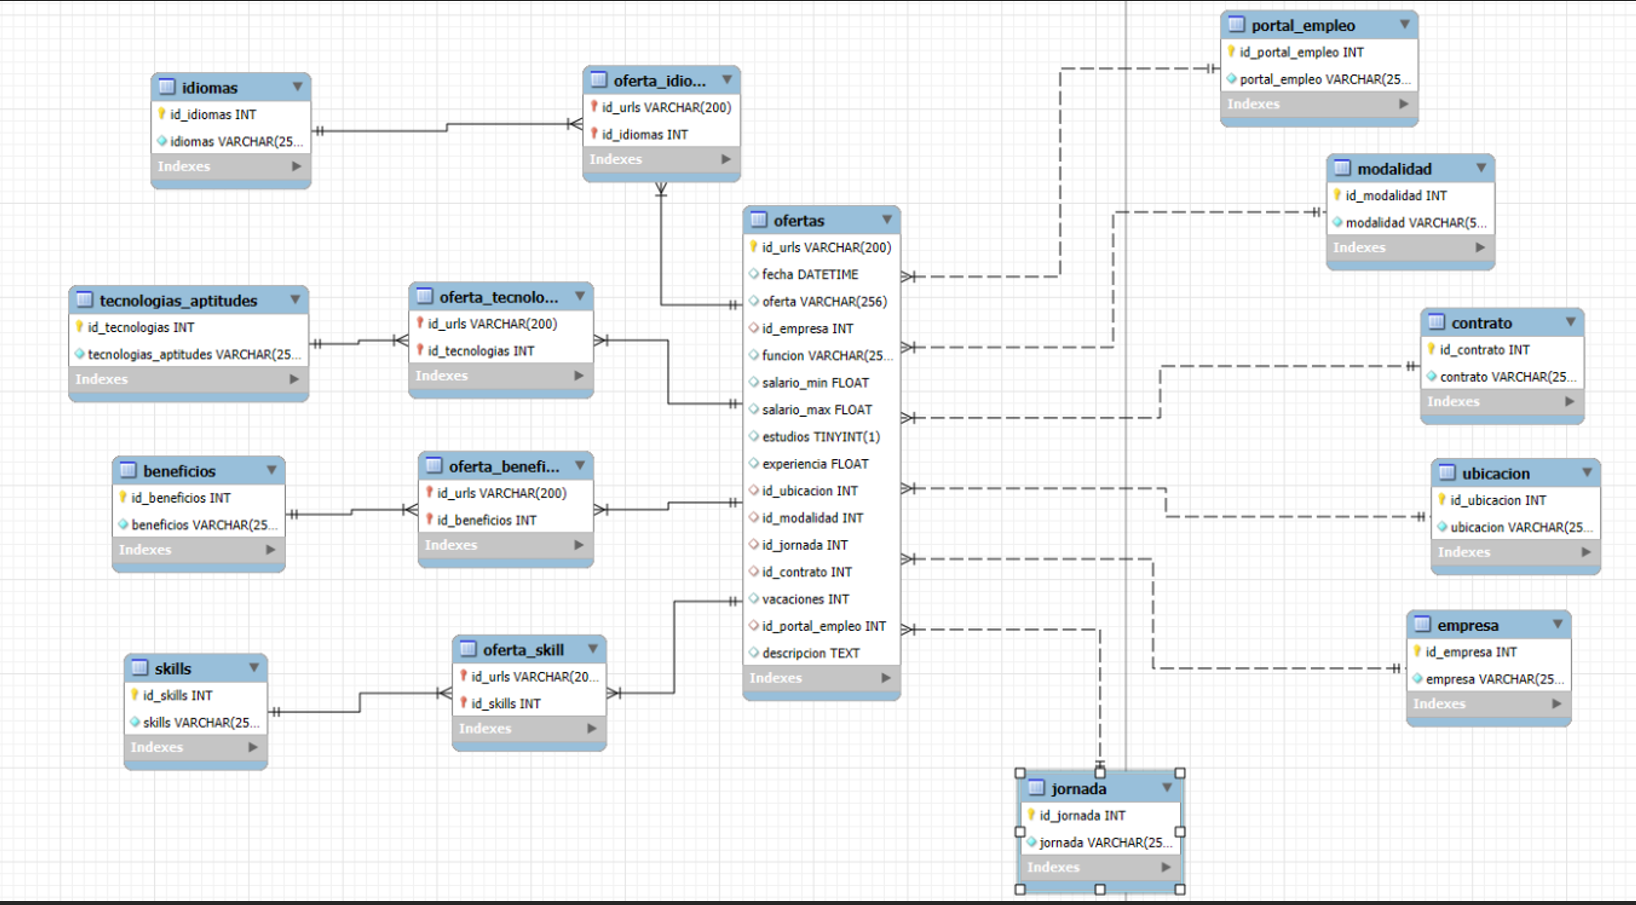 portal_empleo
id_portal_empleo INT
portal_empleo VARCHAR(25...
Indexes
idiomas
id_idiomas INT
idiomas VARCHAR(25...
Indexes
oferta_idio...
id_urls VARCHAR(200)
id_idiomas INT
Indexes
modalidad
id_modalidad INT
modalidad VARCHAR(5...
Indexes
ofertas
id_urls VARCHAR(200)
fecha DATETIME
oferta VARCHAR(256)
id_empresa INT
funcion VARCHAR(25...
salario_min FLOAT
salario_max FLOAT
estudios TINYINT(1)
experiencia FLOAT
id_ubicacion INT
id_modalidad INT
id_jornada INT
id_contrato INT
vacaciones INT
id_portal_empleo INT
descripcion TEXT
Indexes
tecnologias_aptitudes
id_tecnologias INT
tecnologias_aptitudes VARCHAR(25...
Indexes
oferta_tecnolo...
id_urls VARCHAR(200)
id_tecnologias INT
Indexes
contrato
id_contrato INT
contrato VARCHAR(25...
Indexes
beneficios
id_beneficios INT
beneficios VARCHAR(25...
Indexes
oferta_benefi...
id_urls VARCHAR(200)
id_beneficios INT
Indexes
ubicacion
id_ubicacion INT
ubicacion VARCHAR(25...
Indexes
skills
id_skills INT
skills VARCHAR(25...
Indexes
oferta_skill
id_urls VARCHAR(20...
id_skills INT
Indexes
empresa
id_empresa INT
empresa VARCHAR(25...
Indexes
jornada
id_jornada INT
jornada VARCHAR(25...
Indexes